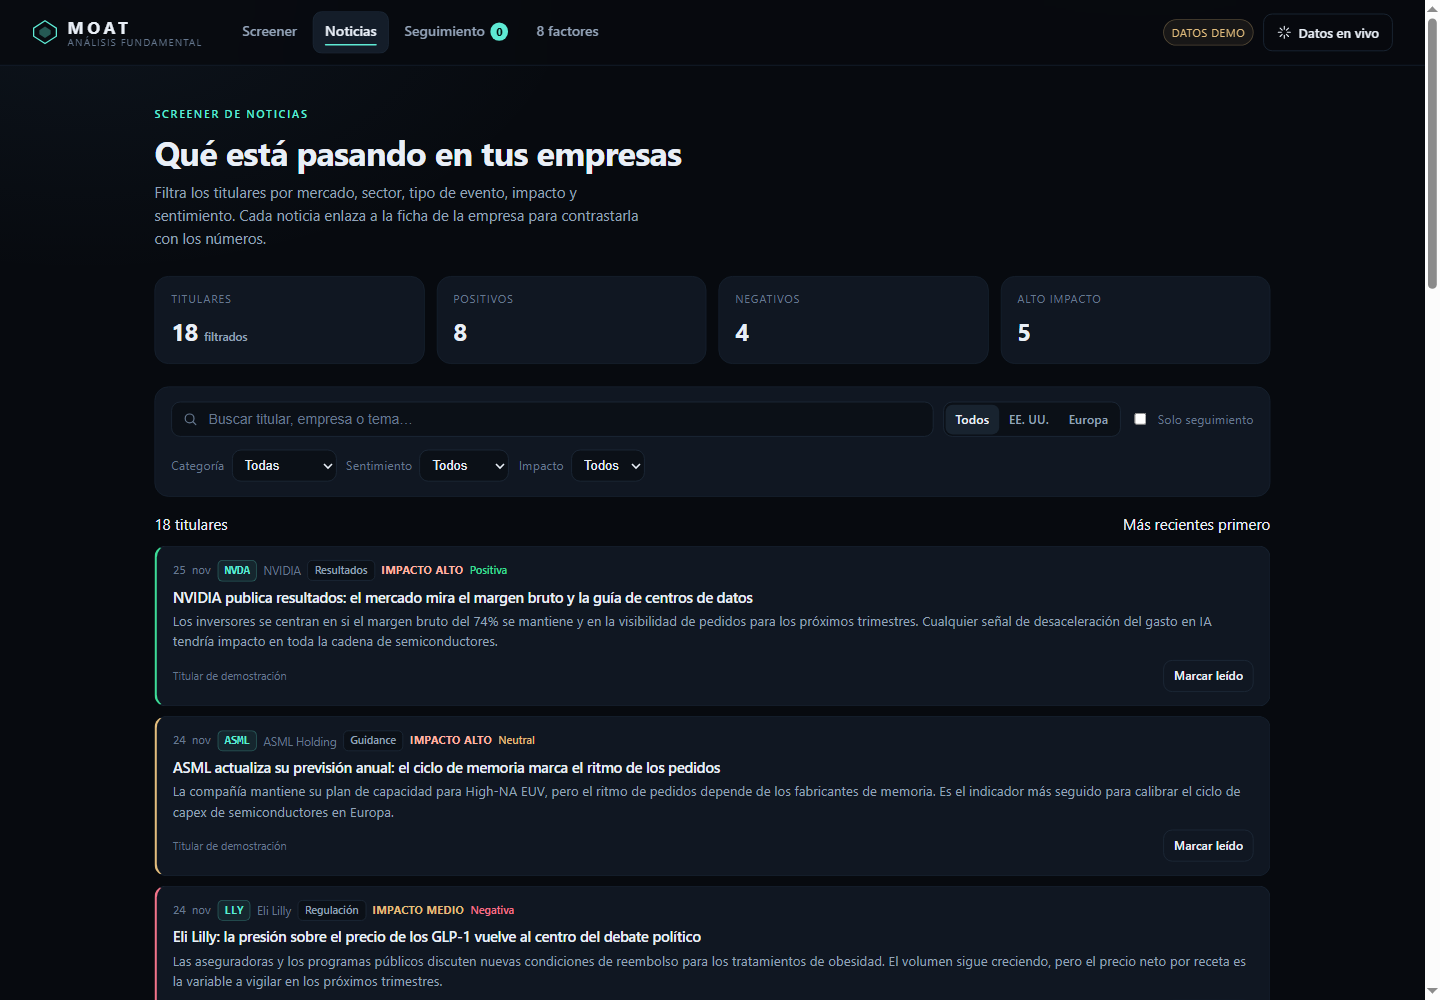 MOAT
ANÁLISIS FUNDAMENTAL
Screener
Noticias
Seguimiento 0
8 factores
DATOS DEMO
Datos en vivo
SCREENER DE NOTICIAS
Qué está pasando en tus empresas
Filtra los titulares por mercado, sector, tipo de evento, impacto y
sentimiento. Cada noticia enlaza a la ficha de la empresa para contrastarla
con los números.
TITULARES
18 filtrados
POSITIVOS
8
NEGATIVOS
4
ALTO IMPACTO
5
Buscar titular, empresa o tema…
Todos
EE. UU.
Europa
Solo seguimiento
Categoría Todas
Sentimiento Todos
Impacto Todos
18 titulares
Más recientes primero
25 nov NVDA NVIDIA Resultados IMPACTO ALTO Positiva
NVIDIA publica resultados: el mercado mira el margen bruto y la guía de centros de datos
Los inversores se centran en si el margen bruto del 74% se mantiene y en la visibilidad de pedidos para los próximos trimestres. Cualquier señal de desaceleración del gasto en IA
tendría impacto en toda la cadena de semiconductores.
Titular de demostración
Marcar leído
24 nov ASML ASML Holding Guidance IMPACTO ALTO Neutral
ASML actualiza su previsión anual: el ciclo de memoria marca el ritmo de los pedidos
La compañía mantiene su plan de capacidad para High-NA EUV, pero el ritmo de pedidos depende de los fabricantes de memoria. Es el indicador más seguido para calibrar el ciclo de
capex de semiconductores en Europa.
Titular de demostración
Marcar leído
24 nov LLY Eli Lilly Regulación IMPACTO MEDIO Negativa
Eli Lilly: la presión sobre el precio de los GLP-1 vuelve al centro del debate político
Las aseguradoras y los programas públicos discuten nuevas condiciones de reembolso para los tratamientos de obesidad. El volumen sigue creciendo, pero el precio neto por receta es
la variable a vigilar en los próximos trimestres.